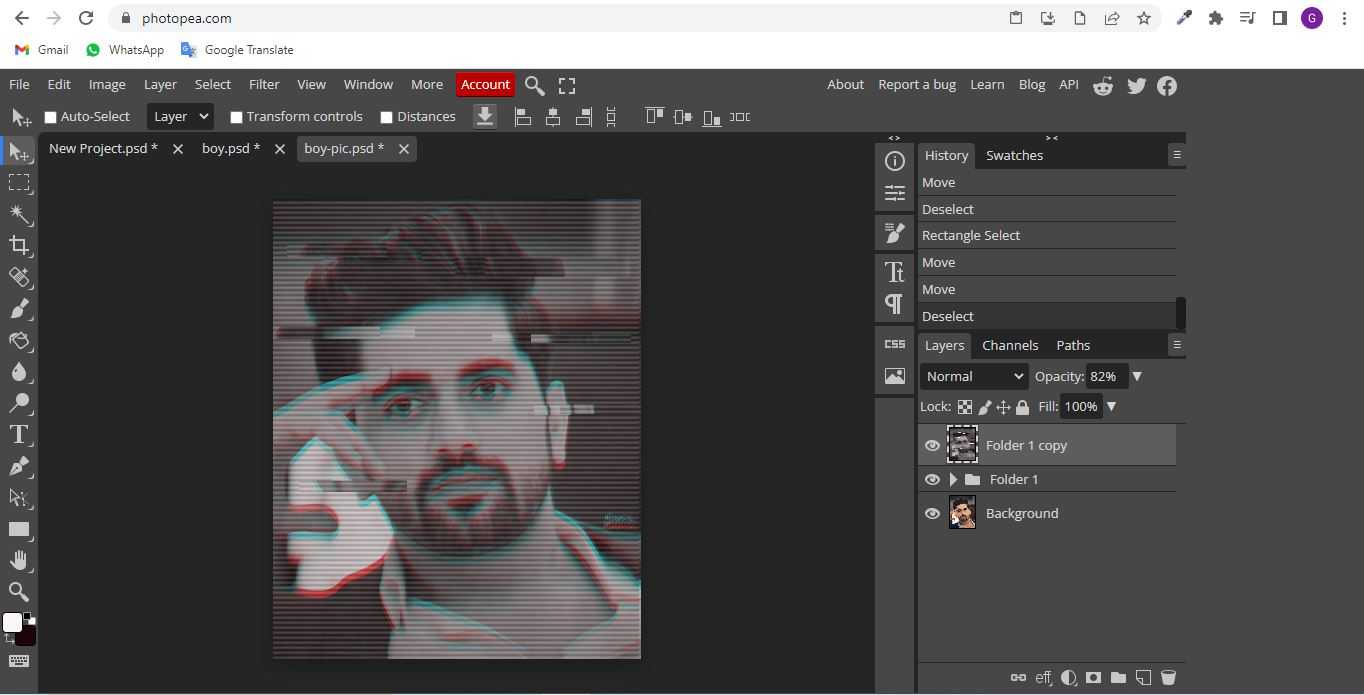 photopea.com
G
Gmail WhatsApp Google Translate
File Edit Image Layer Select Filter View Window More Account About Report a bug Learn Blog API
Auto-Select Layer Transform controls Distances
New Project.psd * boy.psd * boy-pic.psd *
History Swatches
Move
Deselect
Rectangle Select
Move
Move
Deselect
CSS
Layers Channels Paths
Normal Opacity: 82%
Lock: Fill: 100%
Folder 1 copy
Folder 1
Background
eff